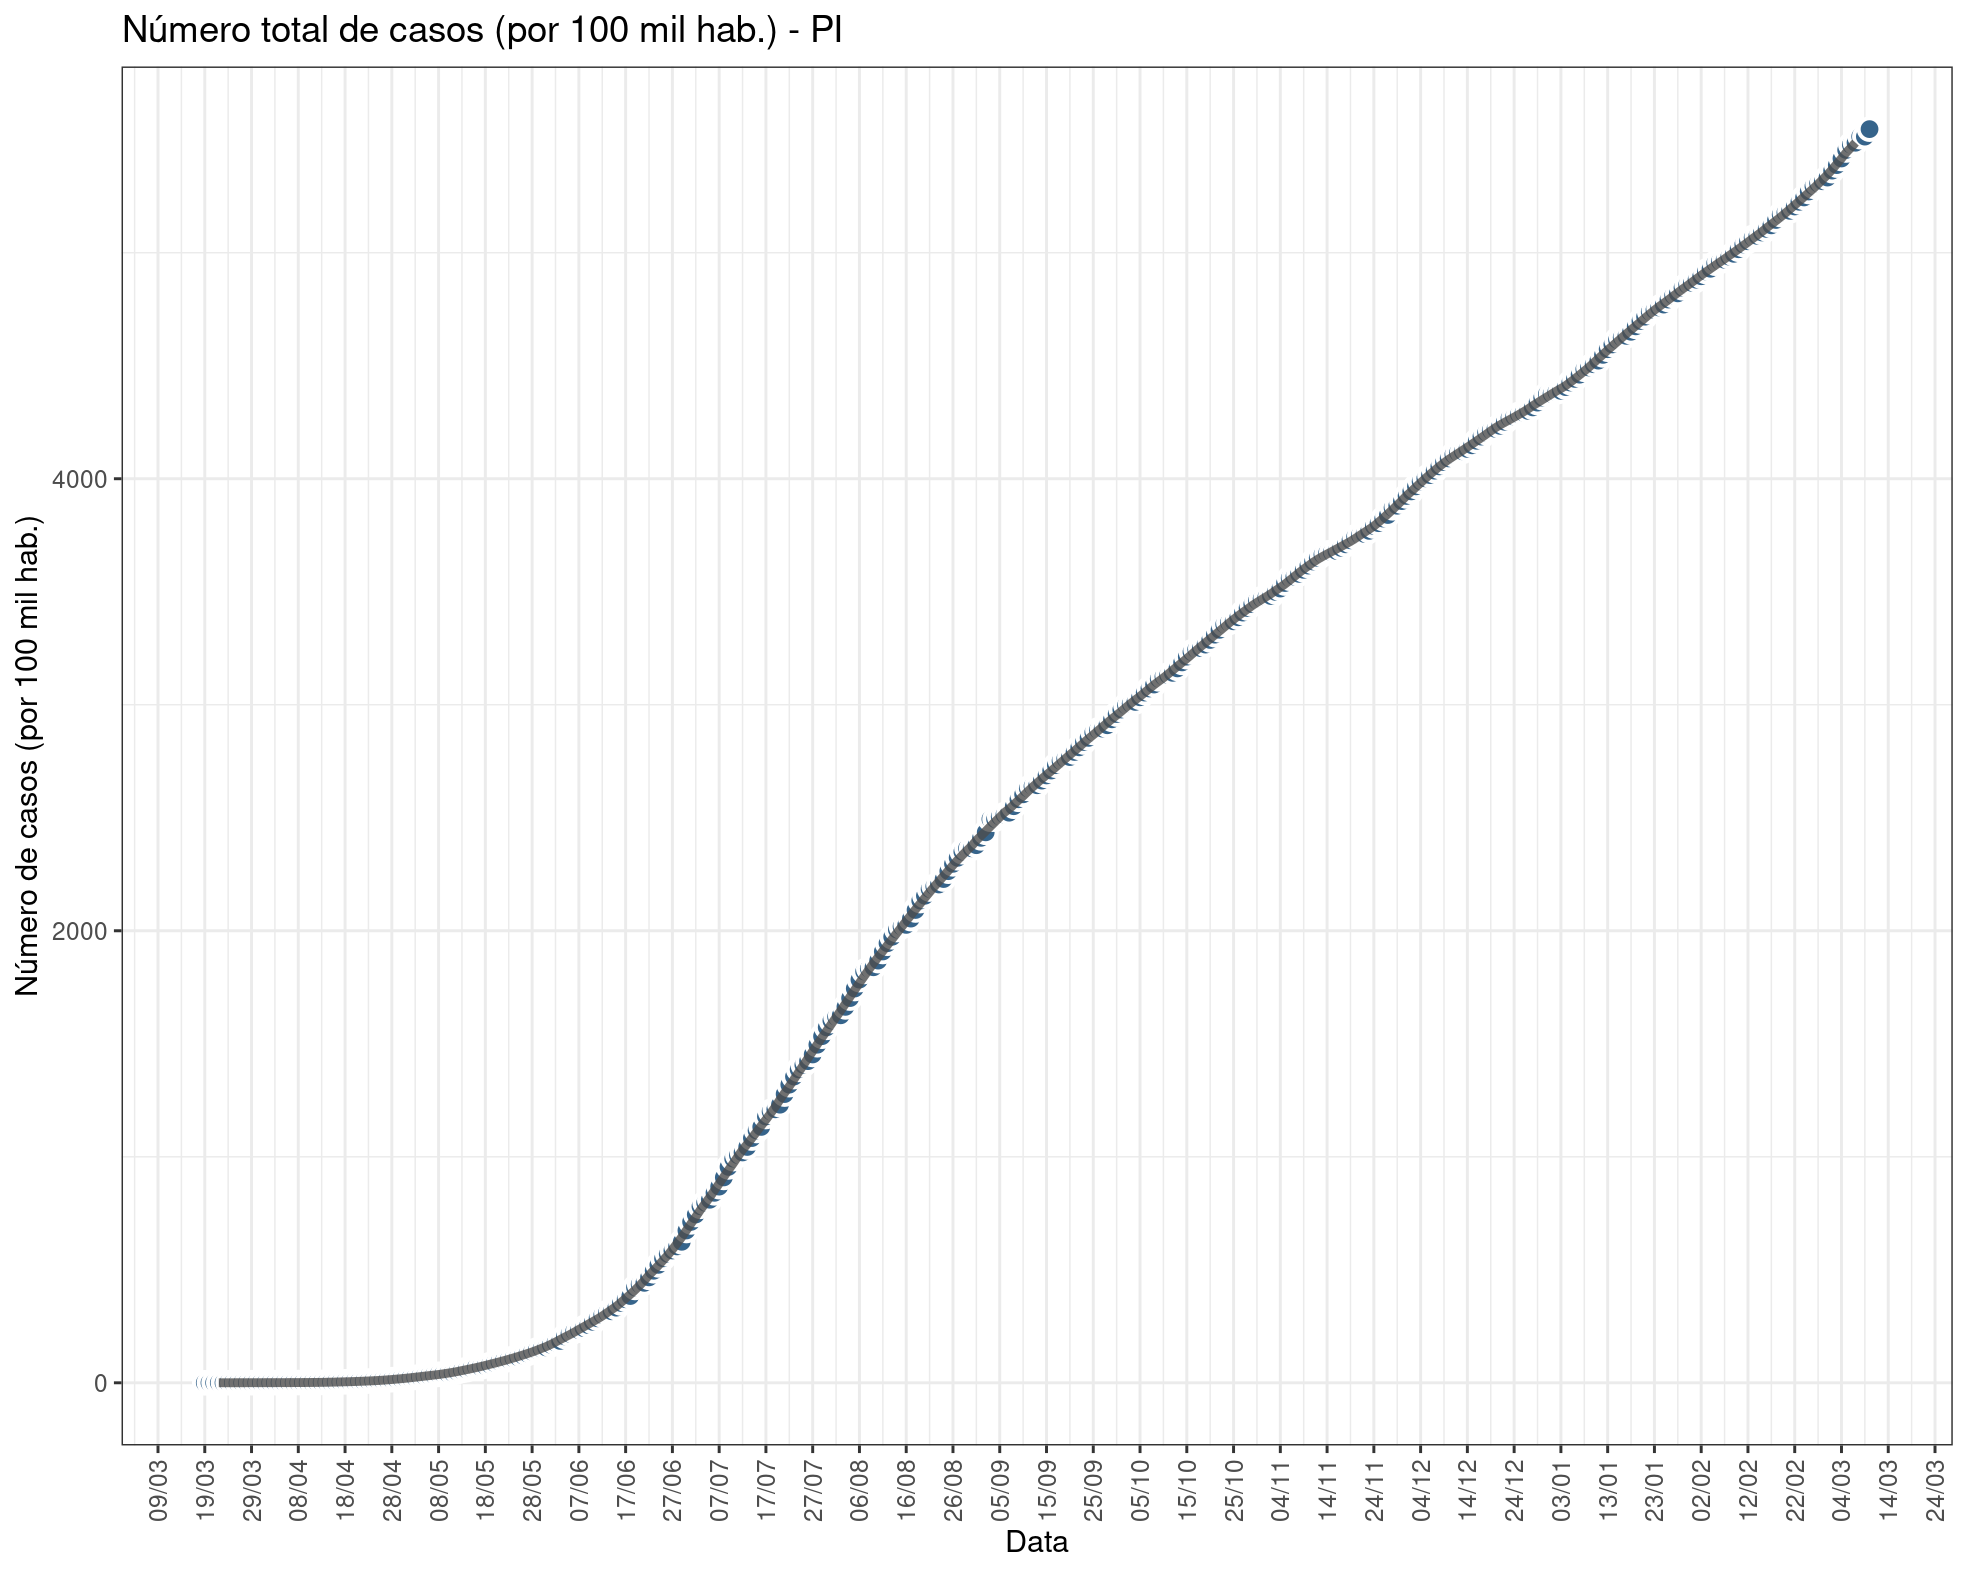 Número total de casos (por 100 mil hab.) - PI
Número de casos (por 100 mil hab.)
4000
2000
0
09/03 19/03 29/03 08/04 18/04 28/04 08/05 18/05 28/05 07/06 17/06 27/06 07/07 17/07 27/07 06/08 16/08 26/08 05/09 15/09 25/09 05/10 15/10 25/10 04/11 14/11 24/11 04/12 14/12 24/12 03/01 13/01 23/01 02/02 12/02 22/02 04/03 14/03 24/03
Data